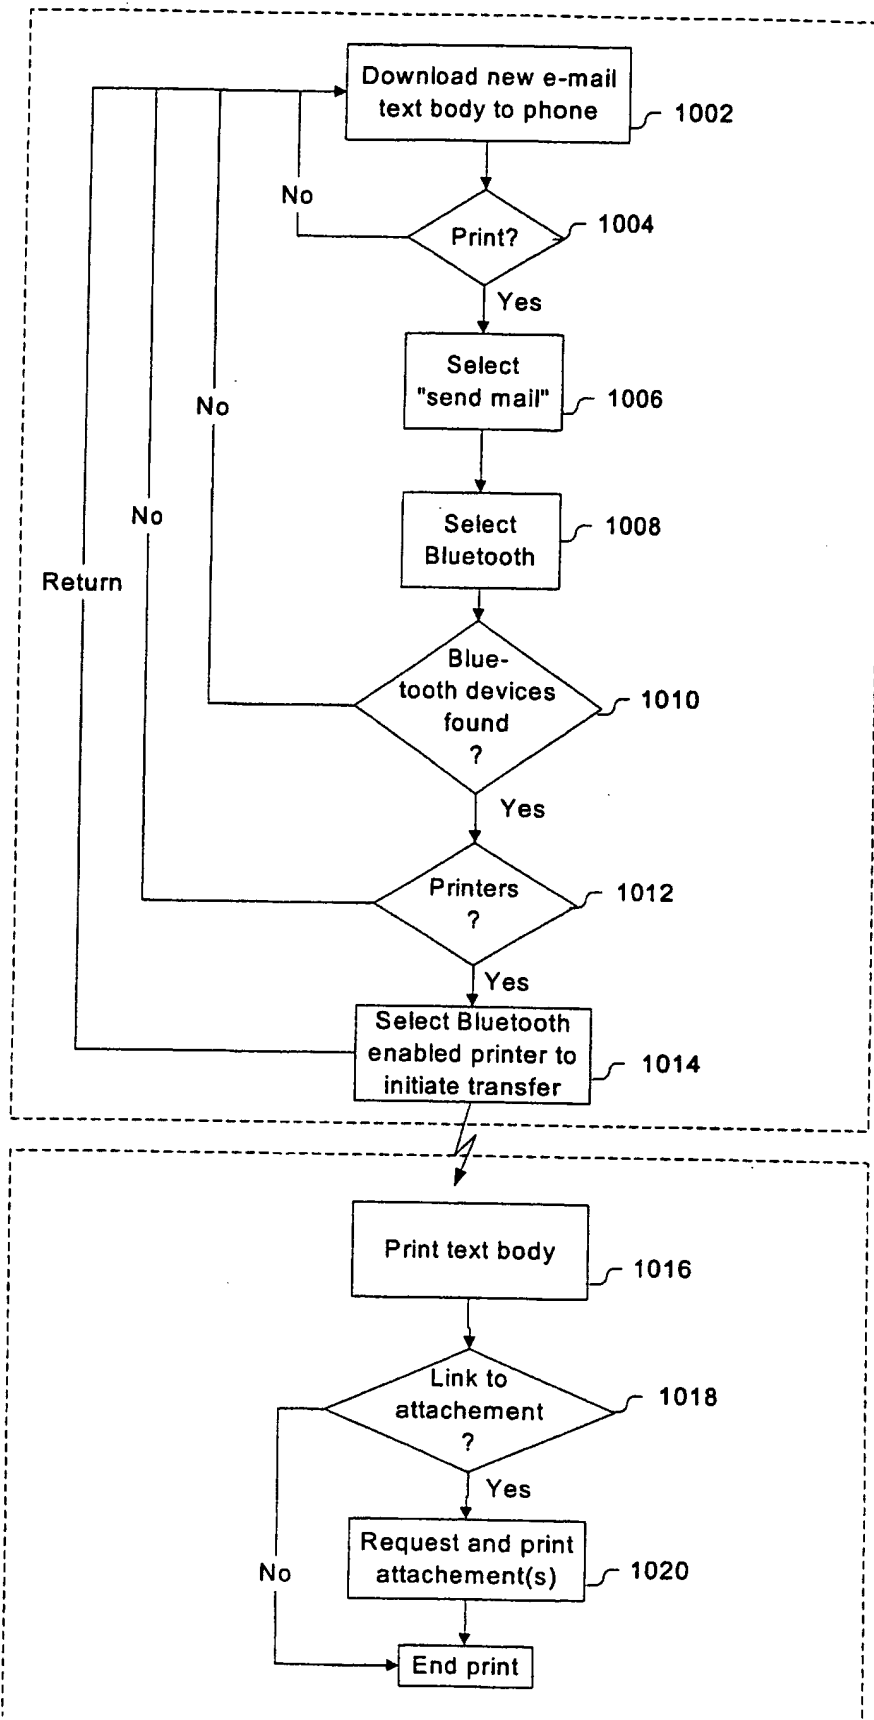 Download new e-mail
text body to phone
1002
No
Print?
1004
Yes
Select
"send mail"
1006
No
Select
Bluetooth
1008
No
Return
Blue-
tooth devices
found
?
1010
Yes
Printers
?
1012
Yes
Select Bluetooth
enabled printer to
initiate transfer
1014
Print text body
1016
Link to
attachement
?
1018
Yes
Request and print
attachement(s)
1020
No
End print